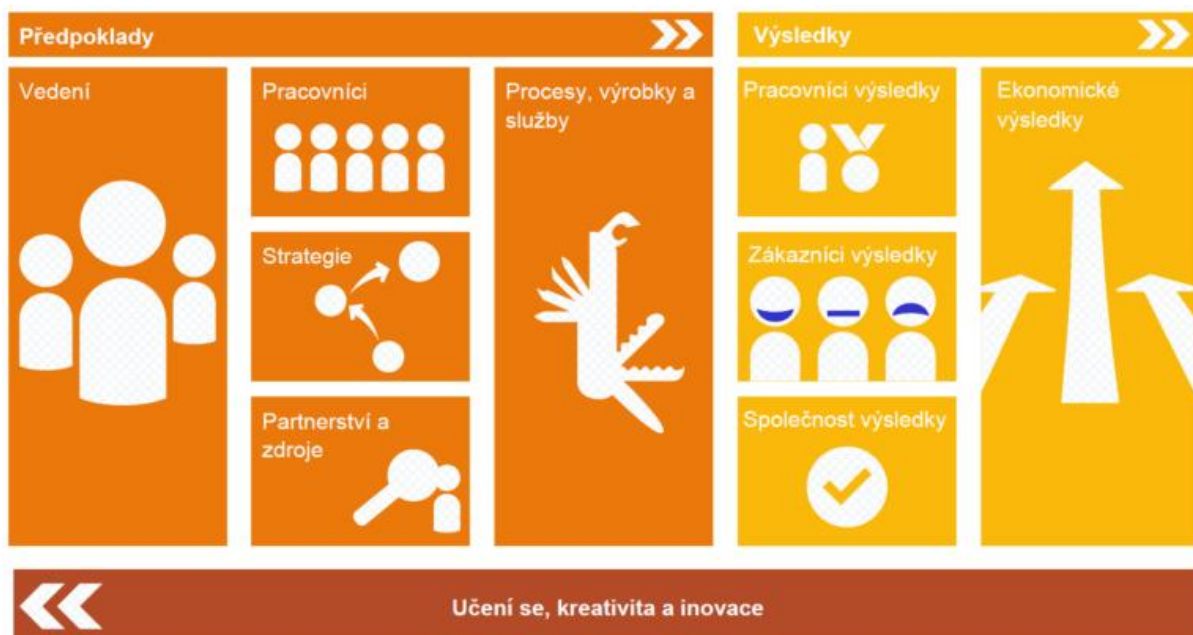 Předpoklady
Výsledky
Vedení
Pracovníci
Procesy, výrobky a
služby
Pracovníci výsledky
Ekonomické
výsledky
Strategie
Zákazníci výsledky
Partnerství a
zdroje
Společnost výsledky
Učení se, kreativita a inovace